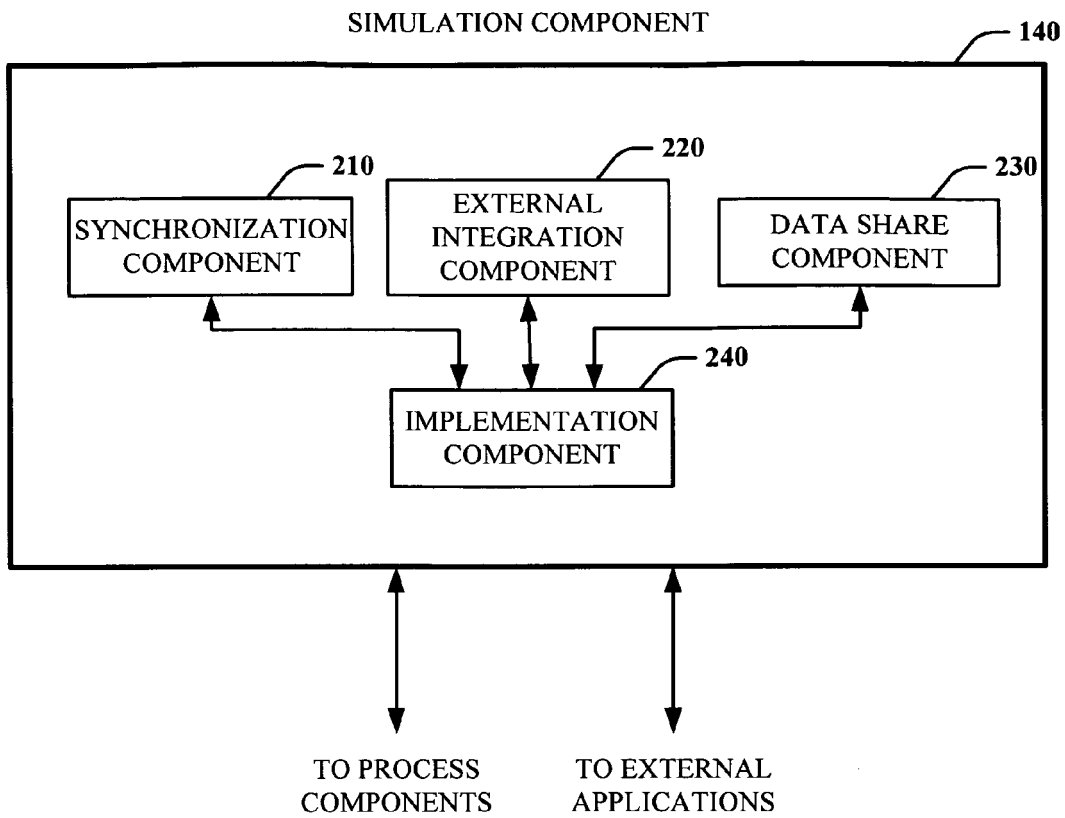 SIMULATION COMPONENT
140
210
220
230
SYNCHRONIZATION
COMPONENT
EXTERNAL
INTEGRATION
COMPONENT
DATA SHARE
COMPONENT
240
IMPLEMENTATION
COMPONENT
TO PROCESS
COMPONENTS
TO EXTERNAL
APPLICATIONS